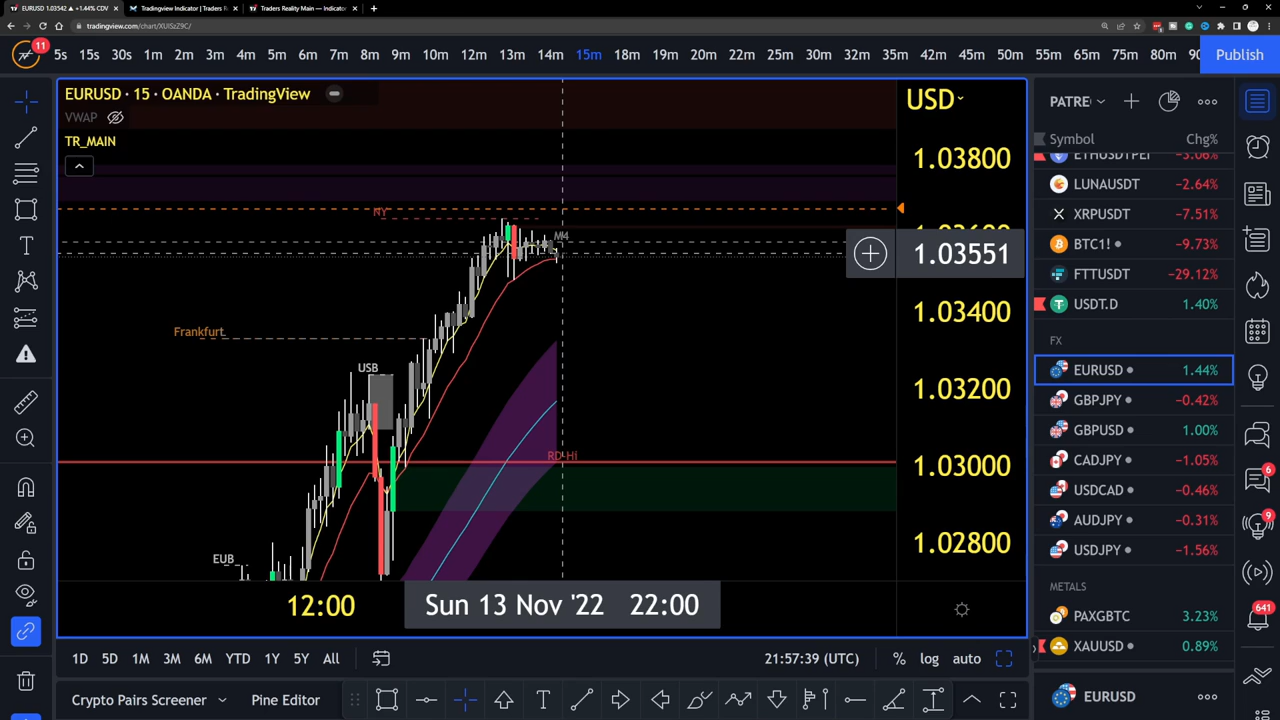 EURUSD 1.03542 ▲ +1.44% CDV
Tradingview Indicator | Traders R
Traders Reality Main — Indicator
tradingview.com/chart/XUISzZ9C/
11
5s 15s 30s 1m 2m 3m 4m 5m 6m 7m 8m 9m 10m 12m 13m 14m 15m 18m 19m 20m 22m 25m 30m 32m 35m 42m 45m 50m 55m 65m 75m 80m 90
Publish
EURUSD · 15 · OANDA · TradingView
VWAP
TR_MAIN
USD
1.03800
1.03551
1.03400
1.03200
1.03000
1.02800
NY
M4
Frankfurt
USB
RD-Hi
EUB
12:00
Sun 13 Nov '22 22:00
PATRE
Symbol Chg%
ETHUSDTPERP −3.06%
LUNAUSDT −2.64%
XRPUSDT −7.51%
BTC1! −9.73%
FTTUSDT −29.12%
USDT.D 1.40%
FX
EURUSD 1.44%
GBPJPY −0.42%
GBPUSD 1.00%
CADJPY −1.05%
USDCAD −0.46%
AUDJPY −0.31%
USDJPY −1.56%
METALS
PAXGBTC 3.23%
XAUUSD 0.89%
EURUSD
6
9
641
1D 5D 1M 3M 6M YTD 1Y 5Y All
21:57:39 (UTC) % log auto
Crypto Pairs Screener Pine Editor